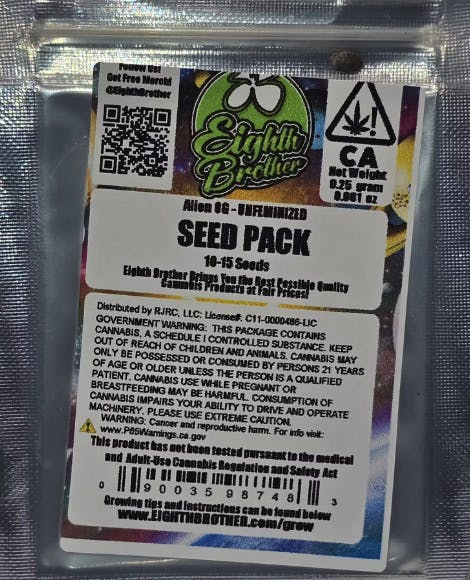 Follow Us!
Get Free Merch!
@EighthBrother
Eighth
Brother
CA
Net Weight
0.25 gram
0.001 oz
Alien OG - UNFEMINIZED
SEED PACK
10-15 Seeds
Eighth Brother Brings You the Best Possible Quality
Cannabis Products at Fair Prices!
Distributed by RJRC, LLC: License#: C11-0000486-LIC
GOVERNMENT WARNING: THIS PACKAGE CONTAINS
CANNABIS, A SCHEDULE I CONTROLLED SUBSTANCE. KEEP
OUT OF REACH OF CHILDREN AND ANIMALS. CANNABIS MAY
ONLY BE POSSESSED OR CONSUMED BY PERSONS 21 YEARS
OF AGE OR OLDER UNLESS THE PERSON IS A QUALIFIED
PATIENT. CANNABIS USE WHILE PREGNANT OR
BREASTFEEDING MAY BE HARMFUL. CONSUMPTION OF
CANNABIS IMPAIRS YOUR ABILITY TO DRIVE AND OPERATE
MACHINERY. PLEASE USE EXTREME CAUTION.
WARNING: Cancer and reproductive harm. For info visit:
www.P65Warnings.ca.gov
This product has not been tested pursuant to the medical
and Adult-Use Cannabis Regulation and Safety Act
0 90035 98748 3
Growing tips and instructions can be found below
www.EIGHTHBROTHER.com/grow